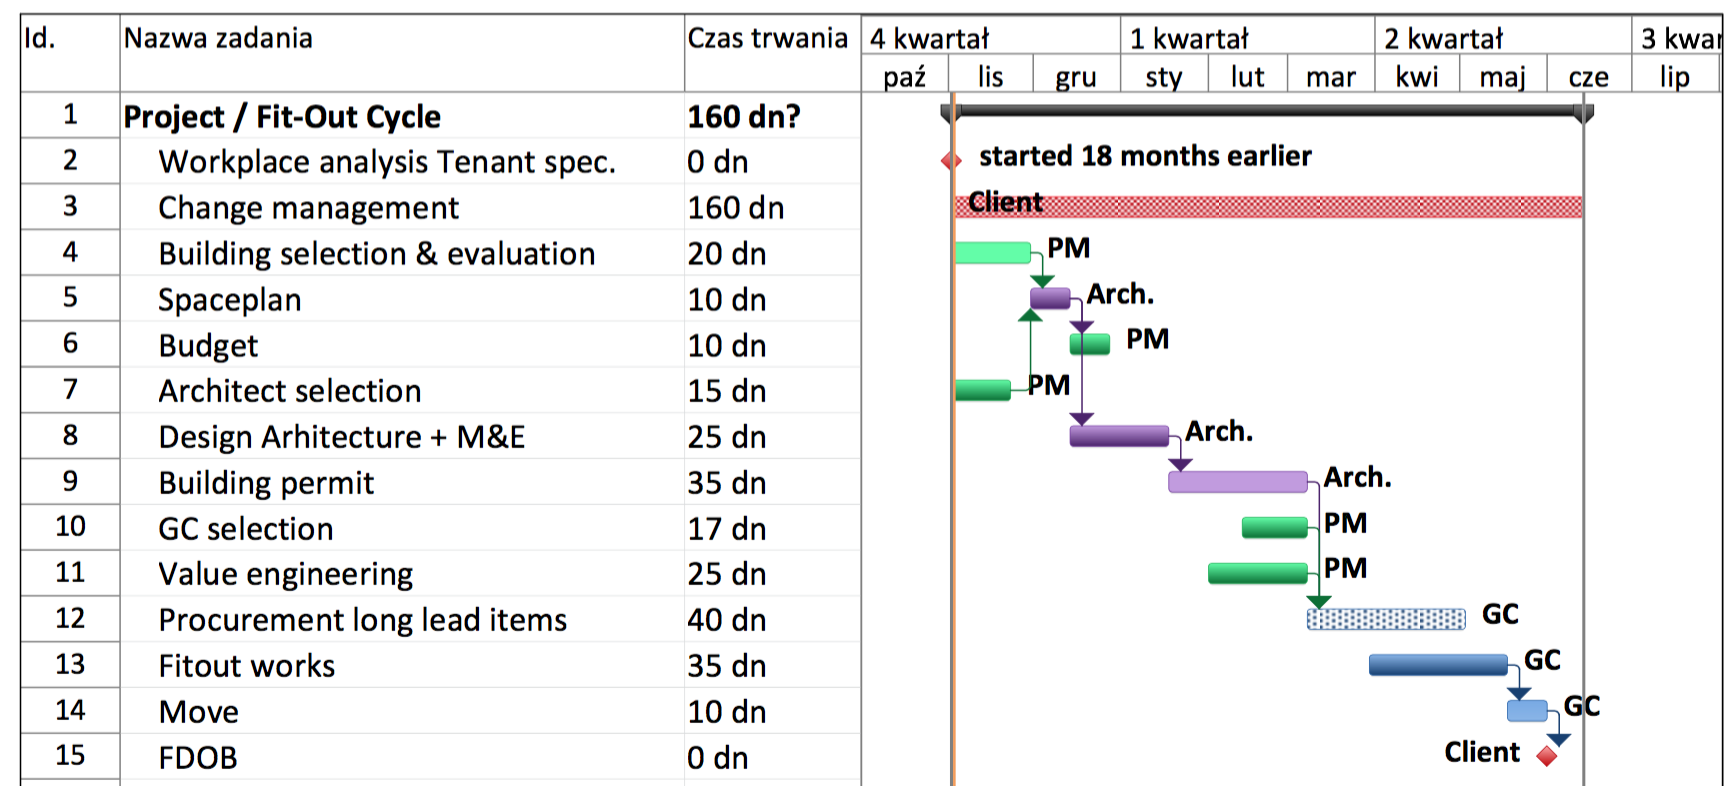 Id. Nazwa zadania Czas trwania 4 kwartał 1 kwartał 2 kwartał 3 kwar
paź lis gru sty lut mar kwi maj cze lip
1 Project / Fit-Out Cycle 160 dn?
2 Workplace analysis Tenant spec. 0 dn started 18 months earlier
3 Change management 160 dn Client
4 Building selection & evaluation 20 dn PM
5 Spaceplan 10 dn Arch.
6 Budget 10 dn PM
7 Architect selection 15 dn PM
8 Design Arhitecture + M&E 25 dn Arch.
9 Building permit 35 dn Arch.
10 GC selection 17 dn PM
11 Value engineering 25 dn PM
12 Procurement long lead items 40 dn GC
13 Fitout works 35 dn GC
14 Move 10 dn GC
15 FDOB 0 dn Client